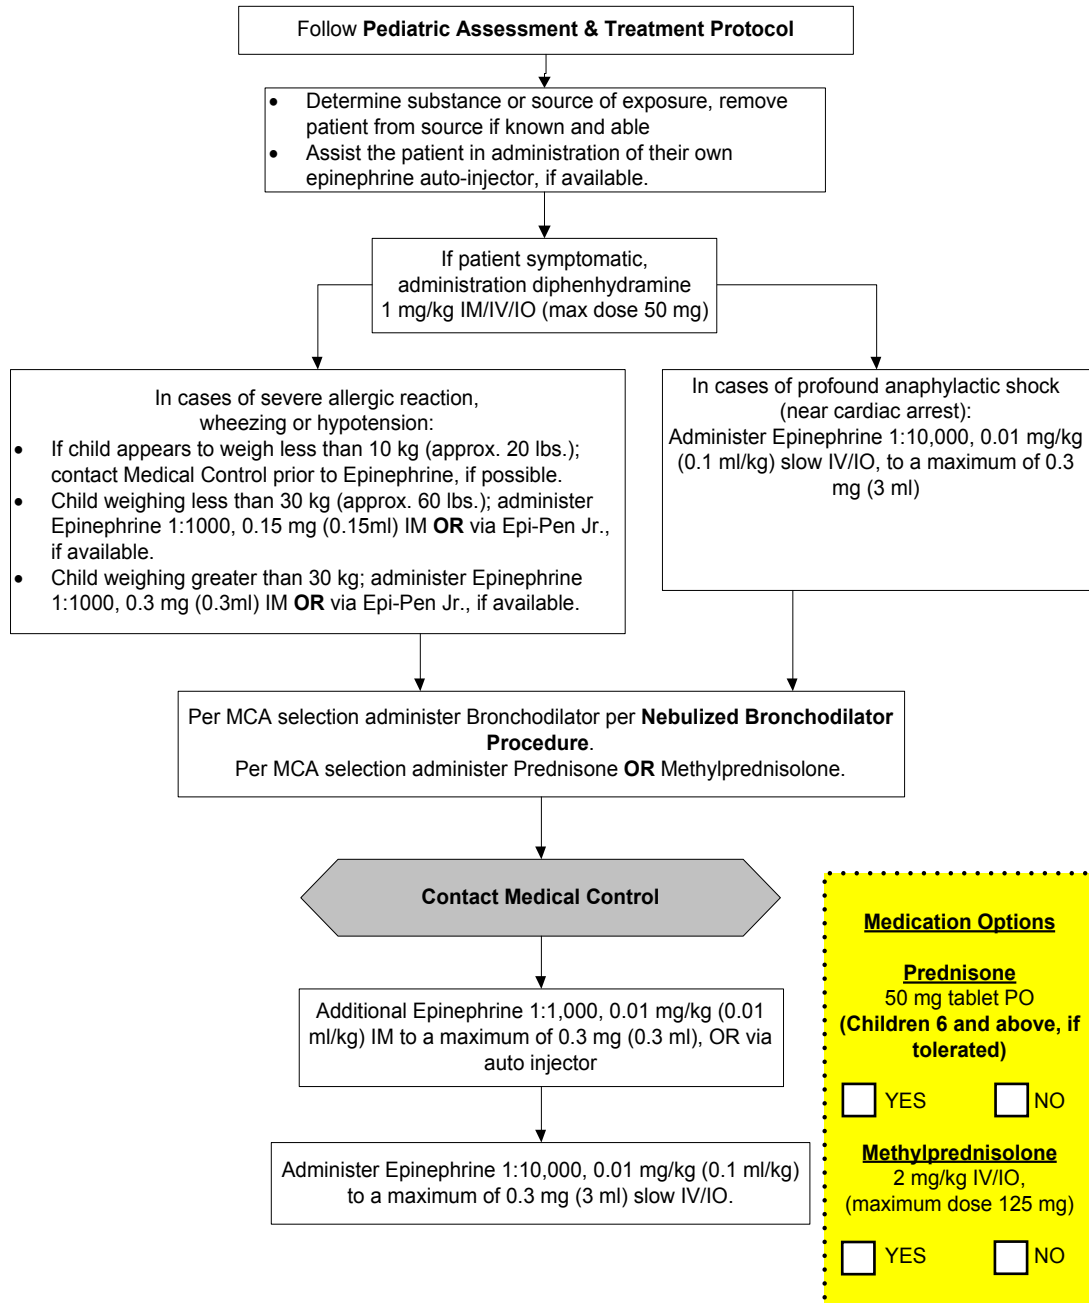 Follow Pediatric Assessment & Treatment Protocol
• Determine substance or source of exposure, remove
patient from source if known and able
• Assist the patient in administration of their own
epinephrine auto-injector, if available.
If patient symptomatic,
administration diphenhydramine
1 mg/kg IM/IV/IO (max dose 50 mg)
In cases of severe allergic reaction,
wheezing or hypotension:
• If child appears to weigh less than 10 kg (approx. 20 lbs.);
contact Medical Control prior to Epinephrine, if possible.
• Child weighing less than 30 kg (approx. 60 lbs.); administer
Epinephrine 1:1000, 0.15 mg (0.15ml) IM OR via Epi-Pen Jr.,
if available.
• Child weighing greater than 30 kg; administer Epinephrine
1:1000, 0.3 mg (0.3ml) IM OR via Epi-Pen Jr., if available.
In cases of profound anaphylactic shock
(near cardiac arrest):
Administer Epinephrine 1:10,000, 0.01 mg/kg
(0.1 ml/kg) slow IV/IO, to a maximum of 0.3
mg (3 ml)
Per MCA selection administer Bronchodilator per Nebulized Bronchodilator
Procedure.
Per MCA selection administer Prednisone OR Methylprednisolone.
Contact Medical Control
Additional Epinephrine 1:1,000, 0.01 mg/kg (0.01
ml/kg) IM to a maximum of 0.3 mg (0.3 ml), OR via
auto injector
Administer Epinephrine 1:10,000, 0.01 mg/kg (0.1 ml/kg)
to a maximum of 0.3 mg (3 ml) slow IV/IO.
Medication Options
Prednisone
50 mg tablet PO
(Children 6 and above, if
tolerated)
YES NO
Methylprednisolone
2 mg/kg IV/IO,
(maximum dose 125 mg)
YES NO